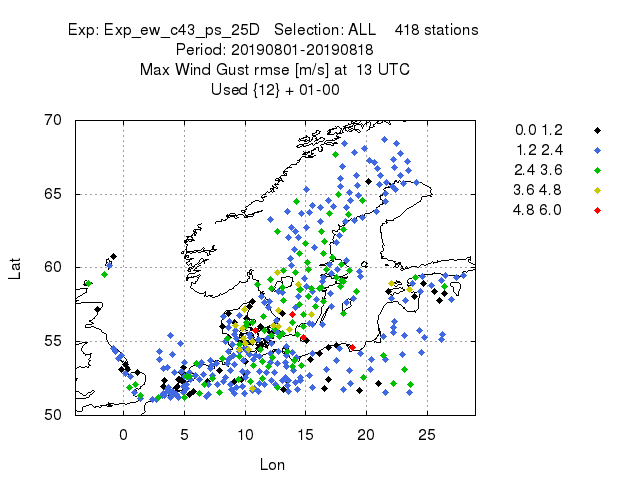 Exp: Exp_ew_c43_ps_25D   Selection: ALL    418 stations
Period: 20190801-20190818
Max Wind Gust rmse [m/s] at  13 UTC
Used {12} + 01-00
0.0 1.2
1.2 2.4
2.4 3.6
3.6 4.8
4.8 6.0
70
65
60
55
50
Lat
0 5 10 15 20 25
Lon